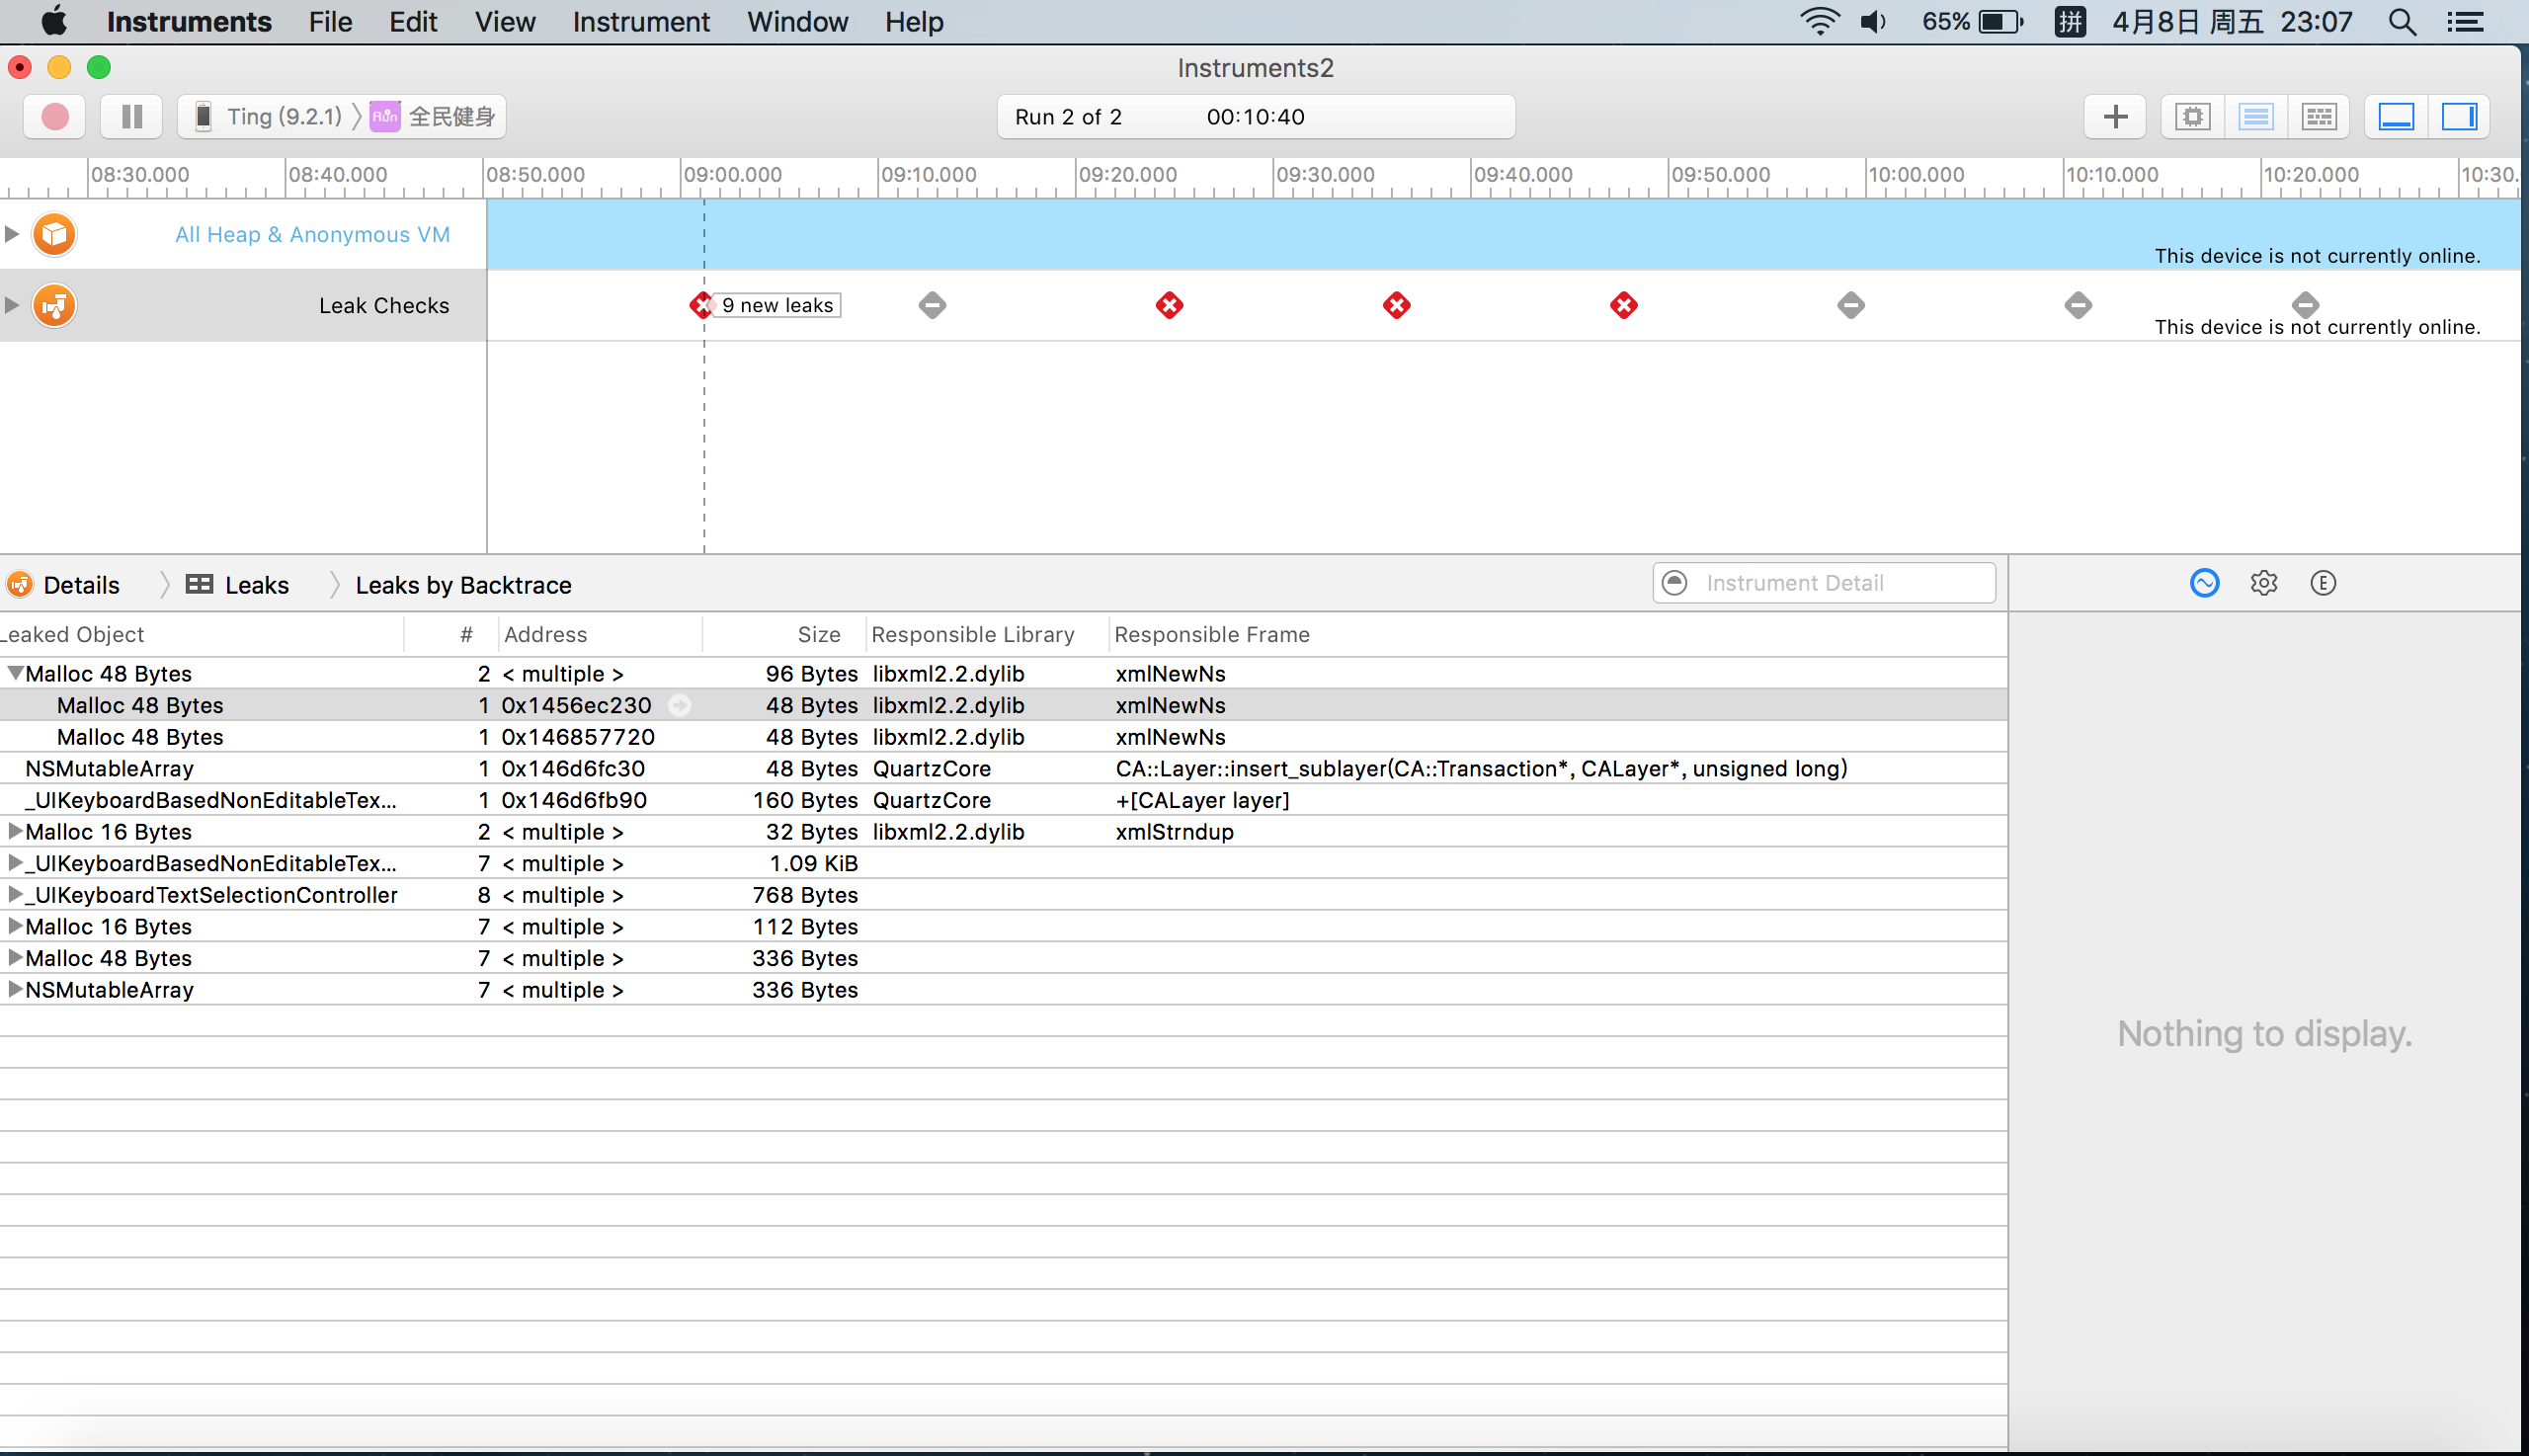 Instruments File Edit View Instrument Window Help 65% 拼 4月8日 周五 23:07
Instruments2
Ting (9.2.1) Run 全民健身 Run 2 of 2 00:10:40
08:30.000 08:40.000 08:50.000 09:00.000 09:10.000 09:20.000 09:30.000 09:40.000 09:50.000 10:00.000 10:10.000 10:20.000 10:30.
All Heap & Anonymous VM
This device is not currently online.
Leak Checks 9 new leaks
This device is not currently online.
Details Leaks Leaks by Backtrace Instrument Detail E
Leaked Object # Address Size Responsible Library Responsible Frame
Malloc 48 Bytes 2 < multiple > 96 Bytes libxml2.2.dylib xmlNewNs
Malloc 48 Bytes 1 0x1456ec230 48 Bytes libxml2.2.dylib xmlNewNs
Malloc 48 Bytes 1 0x146857720 48 Bytes libxml2.2.dylib xmlNewNs
NSMutableArray 1 0x146d6fc30 48 Bytes QuartzCore CA::Layer::insert_sublayer(CA::Transaction*, CALayer*, unsigned long)
_UIKeyboardBasedNonEditableTex... 1 0x146d6fb90 160 Bytes QuartzCore +[CALayer layer]
Malloc 16 Bytes 2 < multiple > 32 Bytes libxml2.2.dylib xmlStrndup
_UIKeyboardBasedNonEditableTex... 7 < multiple > 1.09 KiB
_UIKeyboardTextSelectionController 8 < multiple > 768 Bytes
Malloc 16 Bytes 7 < multiple > 112 Bytes
Malloc 48 Bytes 7 < multiple > 336 Bytes
NSMutableArray 7 < multiple > 336 Bytes
Nothing to display.